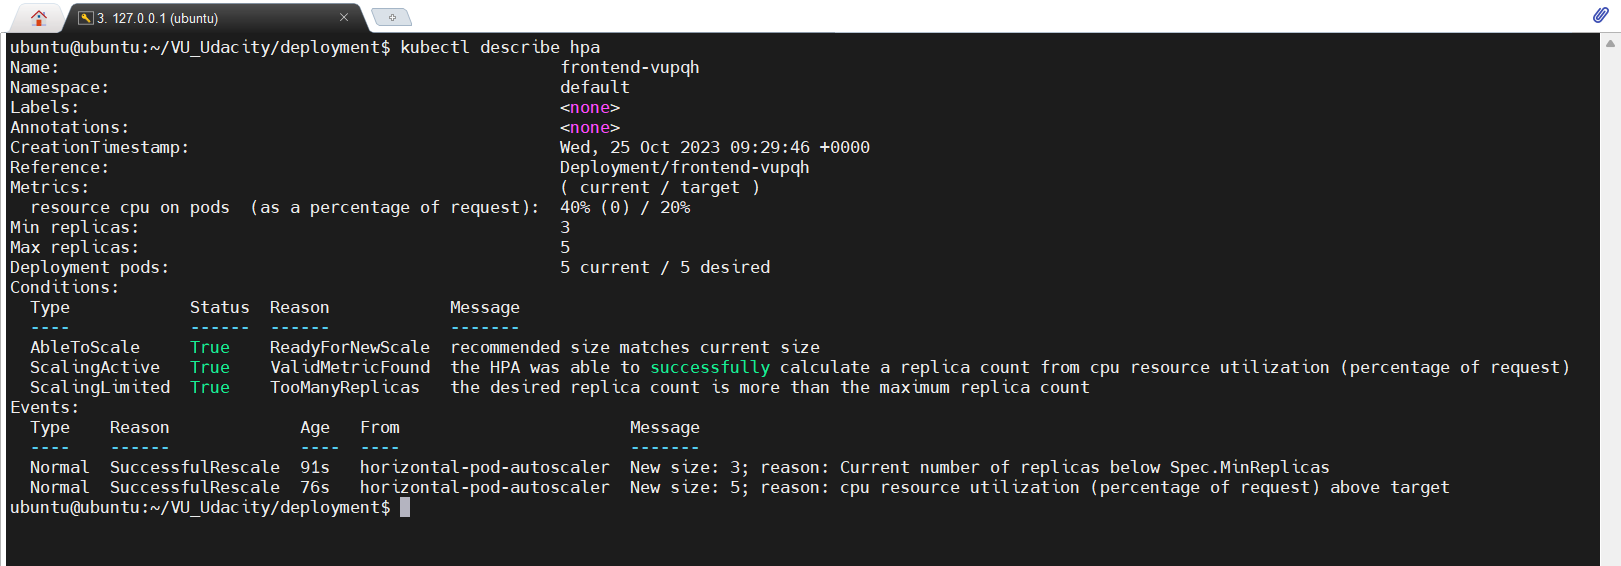 3. 127.0.0.1 (ubuntu)
ubuntu@ubuntu:~/VU_Udacity/deployment$ kubectl describe hpa
Name:                                                  frontend-vupqh
Namespace:                                             default
Labels:                                                <none>
Annotations:                                           <none>
CreationTimestamp:                                     Wed, 25 Oct 2023 09:29:46 +0000
Reference:                                             Deployment/frontend-vupqh
Metrics:                                               ( current / target )
  resource cpu on pods  (as a percentage of request):  40% (0) / 20%
Min replicas:                                          3
Max replicas:                                          5
Deployment pods:                                       5 current / 5 desired
Conditions:
  Type            Status  Reason            Message
  ----            ------  ------            -------
  AbleToScale     True    ReadyForNewScale  recommended size matches current size
  ScalingActive   True    ValidMetricFound  the HPA was able to successfully calculate a replica count from cpu resource utilization (percentage of request)
  ScalingLimited  True    TooManyReplicas   the desired replica count is more than the maximum replica count
Events:
  Type    Reason             Age   From                       Message
  ----    ------             ----  ----                       -------
  Normal  SuccessfulRescale  91s   horizontal-pod-autoscaler  New size: 3; reason: Current number of replicas below Spec.MinReplicas
  Normal  SuccessfulRescale  76s   horizontal-pod-autoscaler  New size: 5; reason: cpu resource utilization (percentage of request) above target
ubuntu@ubuntu:~/VU_Udacity/deployment$